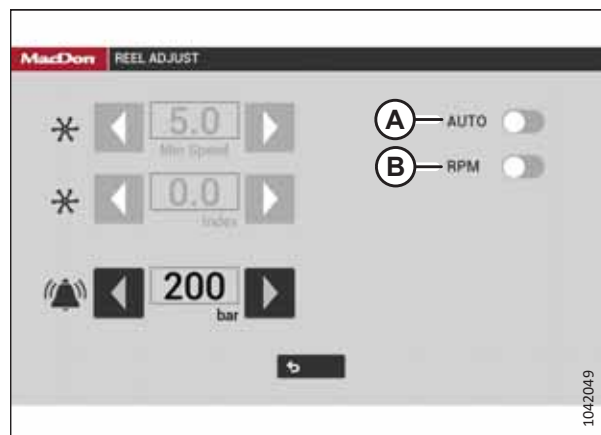 MacDon REEL ADJUST
5.0
Min Speed
0.0
Index
200
bar
A AUTO
B RPM
1042049